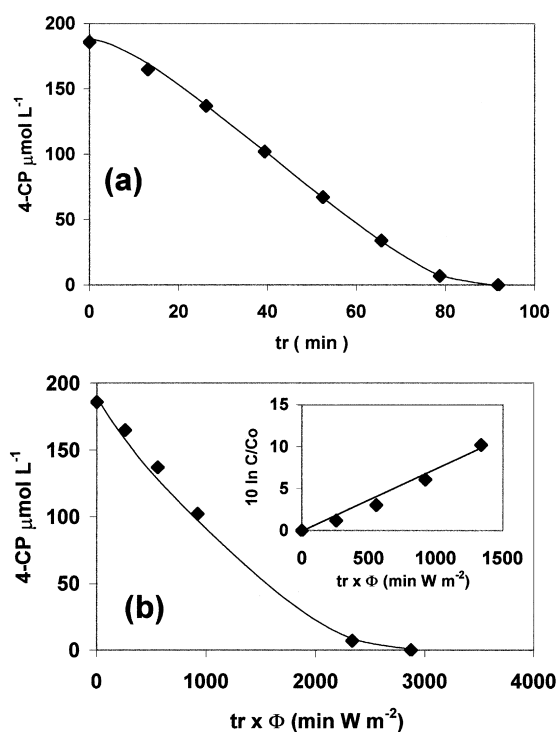 200
150
100
50
0
4-CP μmol L⁻¹
(a)
0 20 40 60 80 100
tr ( min )
200
150
100
50
0
4-CP μmol L⁻¹
(b)
15
10
5
0
10 ln C/Co
0 500 1000 1500
tr x Φ (min W m⁻²)
0 1000 2000 3000 4000
tr x Φ (min W m⁻²)